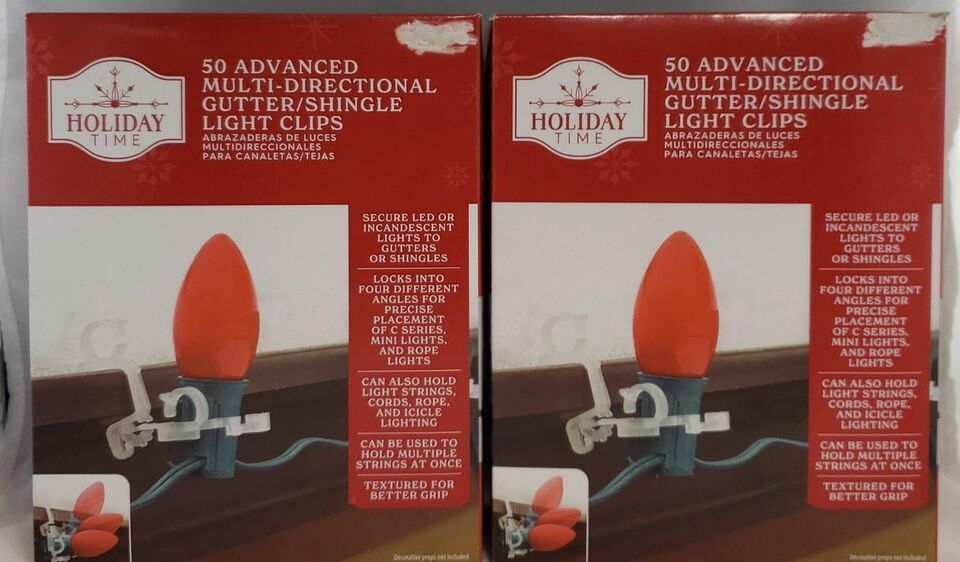 HOLIDAY
TIME
50 ADVANCED
MULTI-DIRECTIONAL
GUTTER/SHINGLE
LIGHT CLIPS
ABRAZADERAS DE LUCES
MULTIDIRECCIONALES
PARA CANALETAS/TEJAS
SECURE LED OR
INCANDESCENT
LIGHTS TO
GUTTERS
OR SHINGLES
LOCKS INTO
FOUR DIFFERENT
ANGLES FOR
PRECISE
PLACEMENT
OF C SERIES,
MINI LIGHTS,
AND ROPE
LIGHTS
CAN ALSO HOLD
LIGHT STRINGS,
CORDS, ROPE,
AND ICICLE
LIGHTING
CAN BE USED TO
HOLD MULTIPLE
STRINGS AT ONCE
TEXTURED FOR
BETTER GRIP
Decorative props not included.
HOLIDAY
TIME
50 ADVANCED
MULTI-DIRECTIONAL
GUTTER/SHINGLE
LIGHT CLIPS
ABRAZADERAS DE LUCES
MULTIDIRECCIONALES
PARA CANALETAS/TEJAS
SECURE LED OR
INCANDESCENT
LIGHTS TO
GUTTERS
OR SHINGLES
LOCKS INTO
FOUR DIFFERENT
ANGLES FOR
PRECISE
PLACEMENT
OF C SERIES,
MINI LIGHTS,
AND ROPE
LIGHTS
CAN ALSO HOLD
LIGHT STRINGS,
CORDS, ROPE,
AND ICICLE
LIGHTING
CAN BE USED TO
HOLD MULTIPLE
STRINGS AT ONCE
TEXTURED FOR
BETTER GRIP
Decorative props not included.